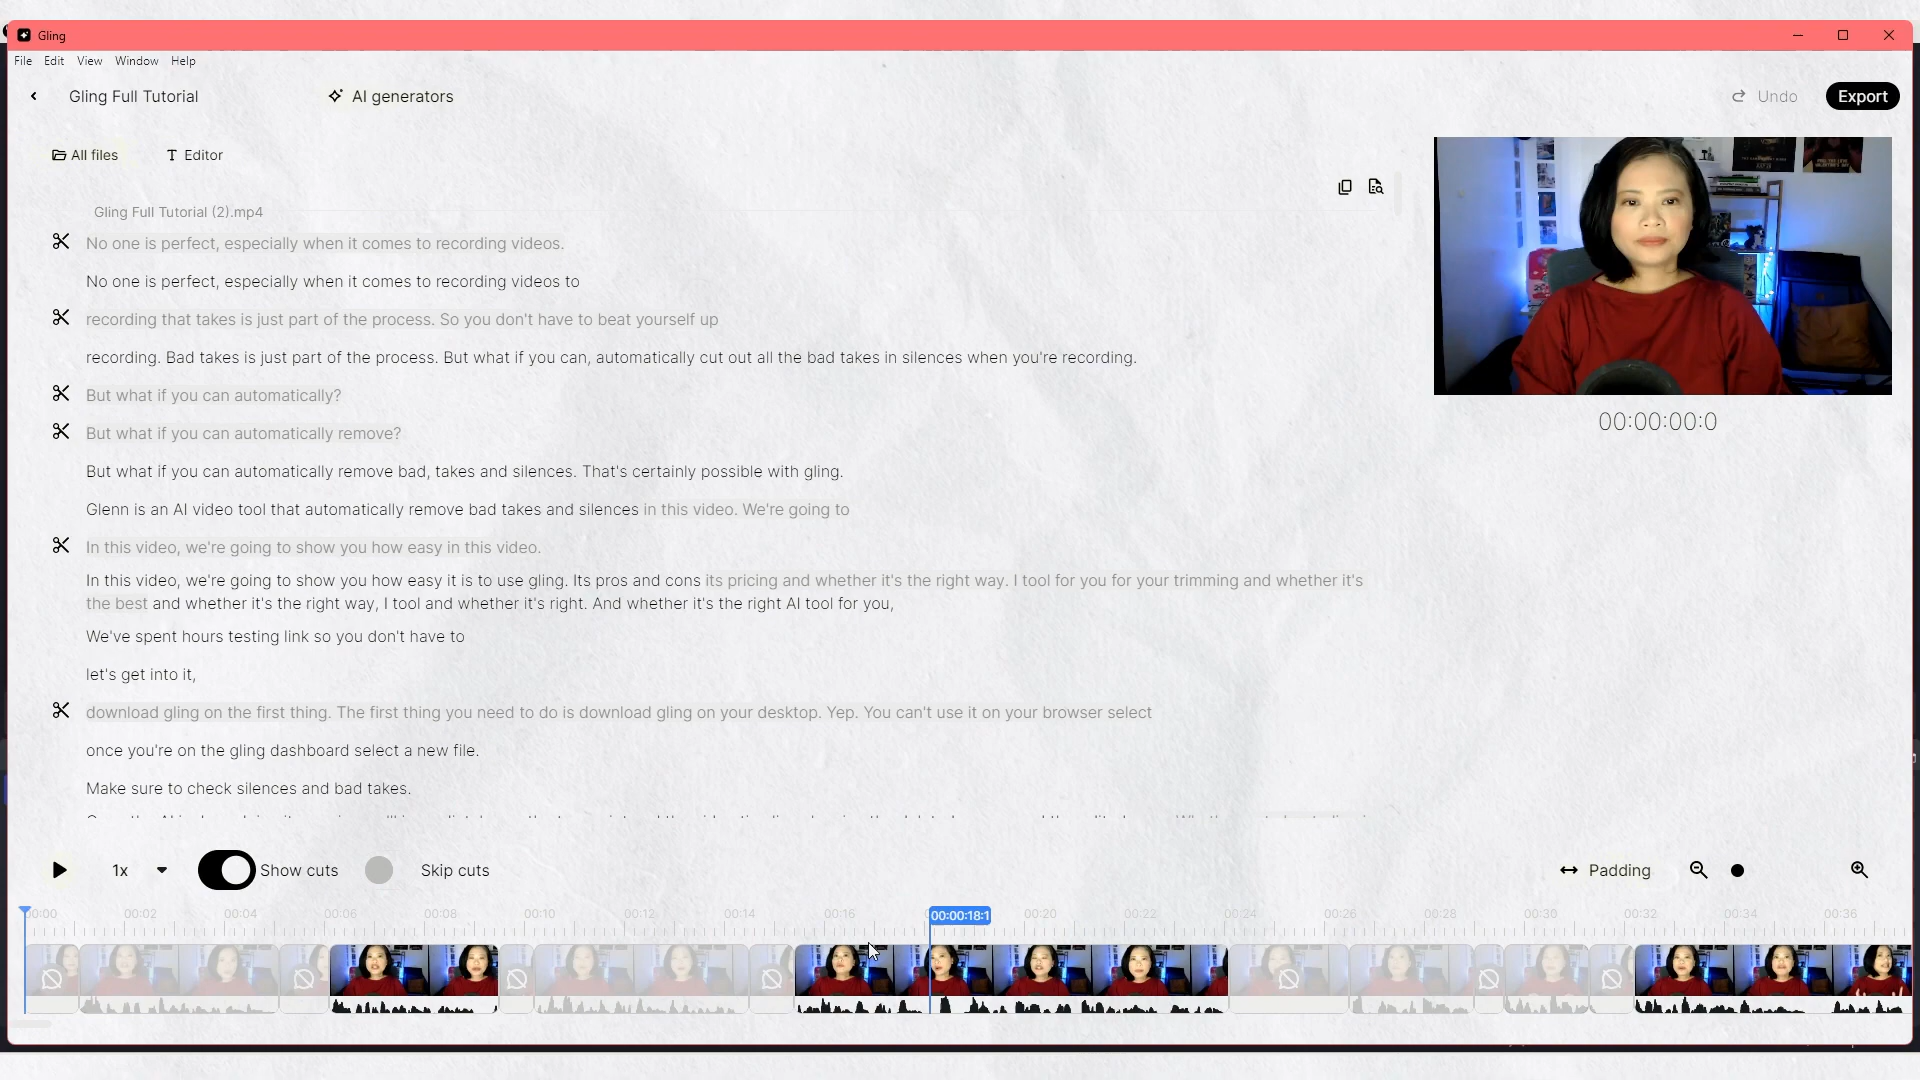 Gling
File Edit View Window Help
Gling Full Tutorial AI generators Undo Export
All files Editor
Gling Full Tutorial (2).mp4
No one is perfect, especially when it comes to recording videos.
No one is perfect, especially when it comes to recording videos to
recording that takes is just part of the process. So you don't have to beat yourself up
recording. Bad takes is just part of the process. But what if you can, automatically cut out all the bad takes in silences when you're recording.
But what if you can automatically?
But what if you can automatically remove?
But what if you can automatically remove bad, takes and silences. That's certainly possible with gling.
Glenn is an AI video tool that automatically remove bad takes and silences in this video. We're going to
In this video, we're going to show you how easy in this video.
In this video, we're going to show you how easy it is to use gling. Its pros and cons its pricing and whether it's the right way. I tool for you for your trimming and whether it's
the best and whether it's the right way, I tool and whether it's right. And whether it's the right AI tool for you,
We've spent hours testing link so you don't have to
let's get into it,
download gling on the first thing. The first thing you need to do is download gling on your desktop. Yep. You can't use it on your browser select
once you're on the gling dashboard select a new file.
Make sure to check silences and bad takes.
00:00:00:0
1x Show cuts Skip cuts Padding
00:00 00:02 00:04 00:06 00:08 00:10 00:12 00:14 00:16 00:00:18:1 00:20 00:22 00:24 00:26 00:28 00:30 00:32 00:34 00:36